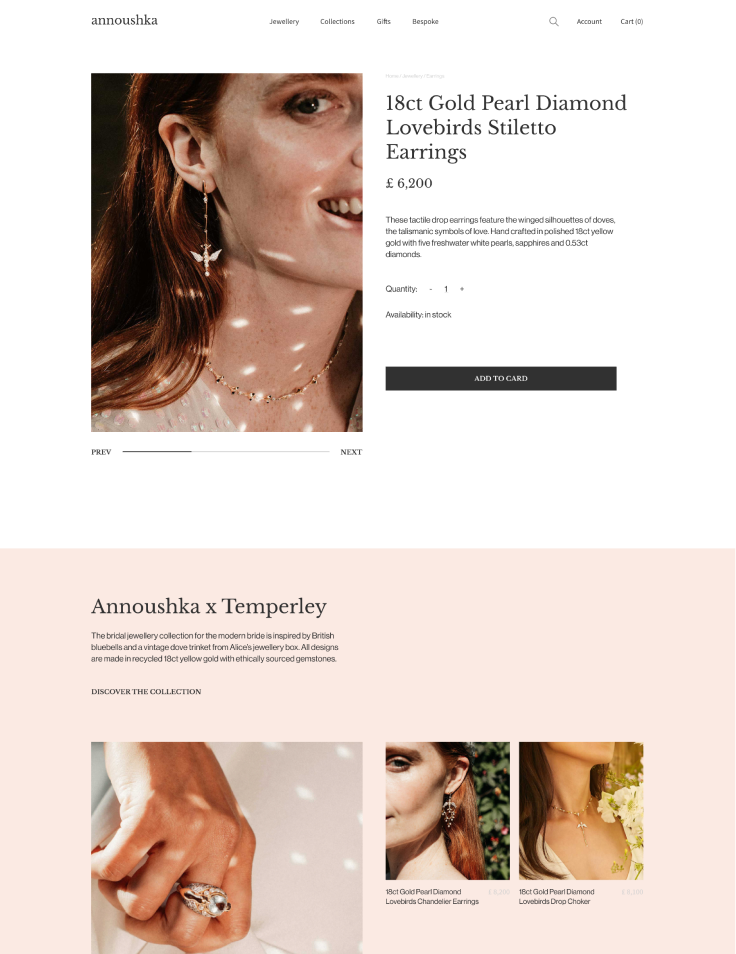 annoushka
Jewellery Collections Gifts Bespoke
Account Cart (0)
Home / Jewellery / Earrings
18ct Gold Pearl Diamond
Lovebirds Stiletto
Earrings
£ 6,200
These tactile drop earrings feature the winged silhouettes of doves,
the talismanic symbols of love. Hand crafted in polished 18ct yellow
gold with five freshwater white pearls, sapphires and 0.53ct
diamonds.
Quantity: - 1 +
Availability: in stock
ADD TO CARD
PREV NEXT
Annoushka x Temperley
The bridal jewellery collection for the modern bride is inspired by British
bluebells and a vintage dove trinket from Alice's jewellery box. All designs
are made in recycled 18ct yellow gold with ethically sourced gemstones.
DISCOVER THE COLLECTION
18ct Gold Pearl Diamond £ 6,200
Lovebirds Chandelier Earrings
18ct Gold Pearl Diamond
Lovebirds Drop Choker